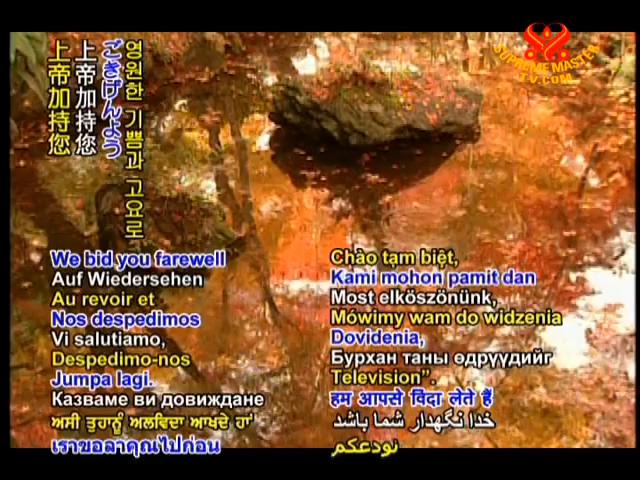 SUPREME MASTER
TV.COM
上帝加持您
上帝加持您
ごきげんよう
영원한 기쁨과 고요로
We bid you farewell
Auf Wiedersehen
Au revoir et
Nos despedimos
Vi salutiamo,
Despedimo-nos
Jumpa lagi.
Казваме ви довиждане
ਅਸੀ ਤੁਹਾਨੂੰ ਅਲਵਿਦਾ ਆਖਦੇ ਹਾਂ
เราขอลาคุณไปก่อน
Chào tạm biệt,
Kami mohon pamit dan
Most elköszönünk,
Mówimy wam do widzenia
Dovidenia,
Бурхан таны өдрүүдийг
Television”.
हम आपसे विदा लेते हैं
خدا نگهدار شما باشد
نودعكم